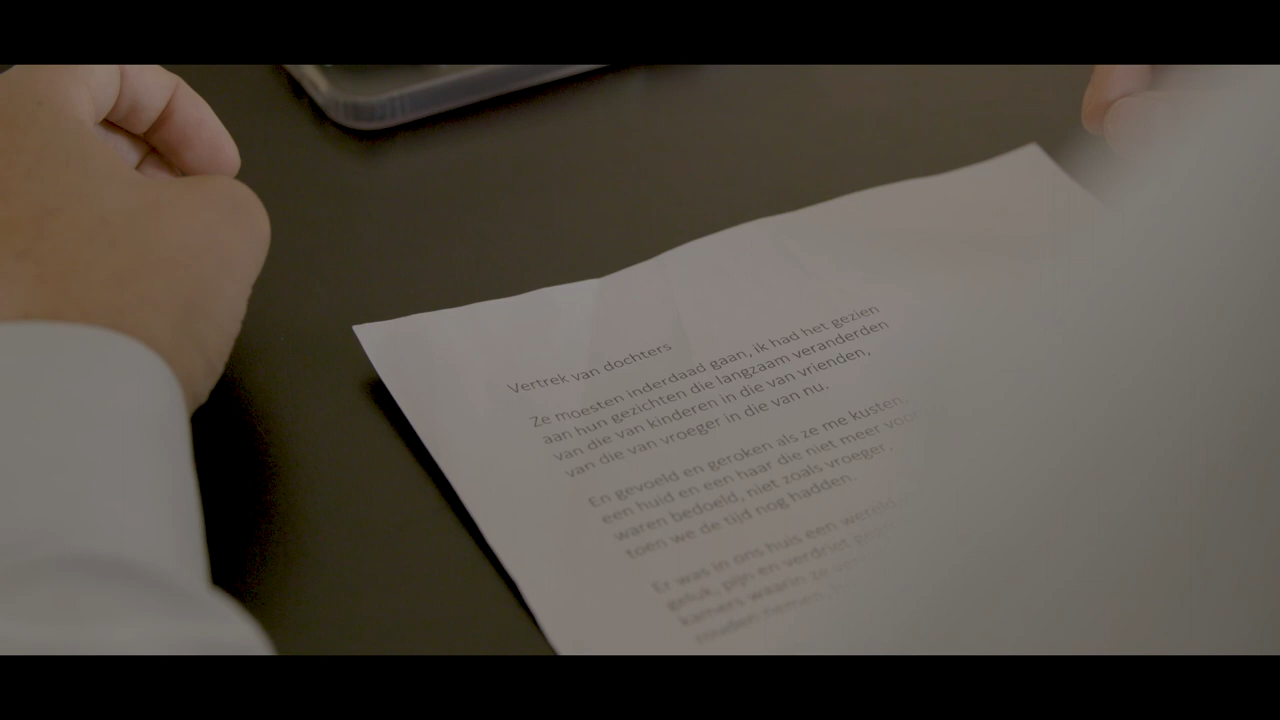 Vertrek van dochters
Ze moesten inderdaad gaan, ik had het gezien
aan hun gezichten die langzaam veranderden
van die van kinderen in die van vrienden,
van die van vroeger in die van nu.
En gevoeld en geroken als ze me kusten,
een huid en een haar die niet meer voor
waren bedoeld, niet zoals vroeger,
toen we de tijd nog hadden.
Er was in ons huis een wereld
geluk, pijn en verdriet
kamers waarin ze
zouden nemen